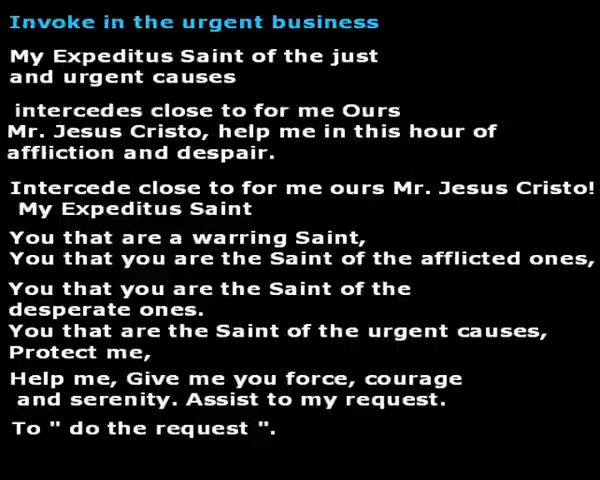 Invoke in the urgent business
My Expeditus Saint of the just
and urgent causes
intercedes close to for me Ours
Mr. Jesus Cristo, help me in this hour of
affliction and despair.
Intercede close to for me ours Mr. Jesus Cristo!
My Expeditus Saint
You that are a warring Saint,
You that you are the Saint of the afflicted ones,
You that you are the Saint of the
desperate ones.
You that are the Saint of the urgent causes,
Protect me,
Help me, Give me you force, courage
and serenity. Assist to my request.
To " do the request ".